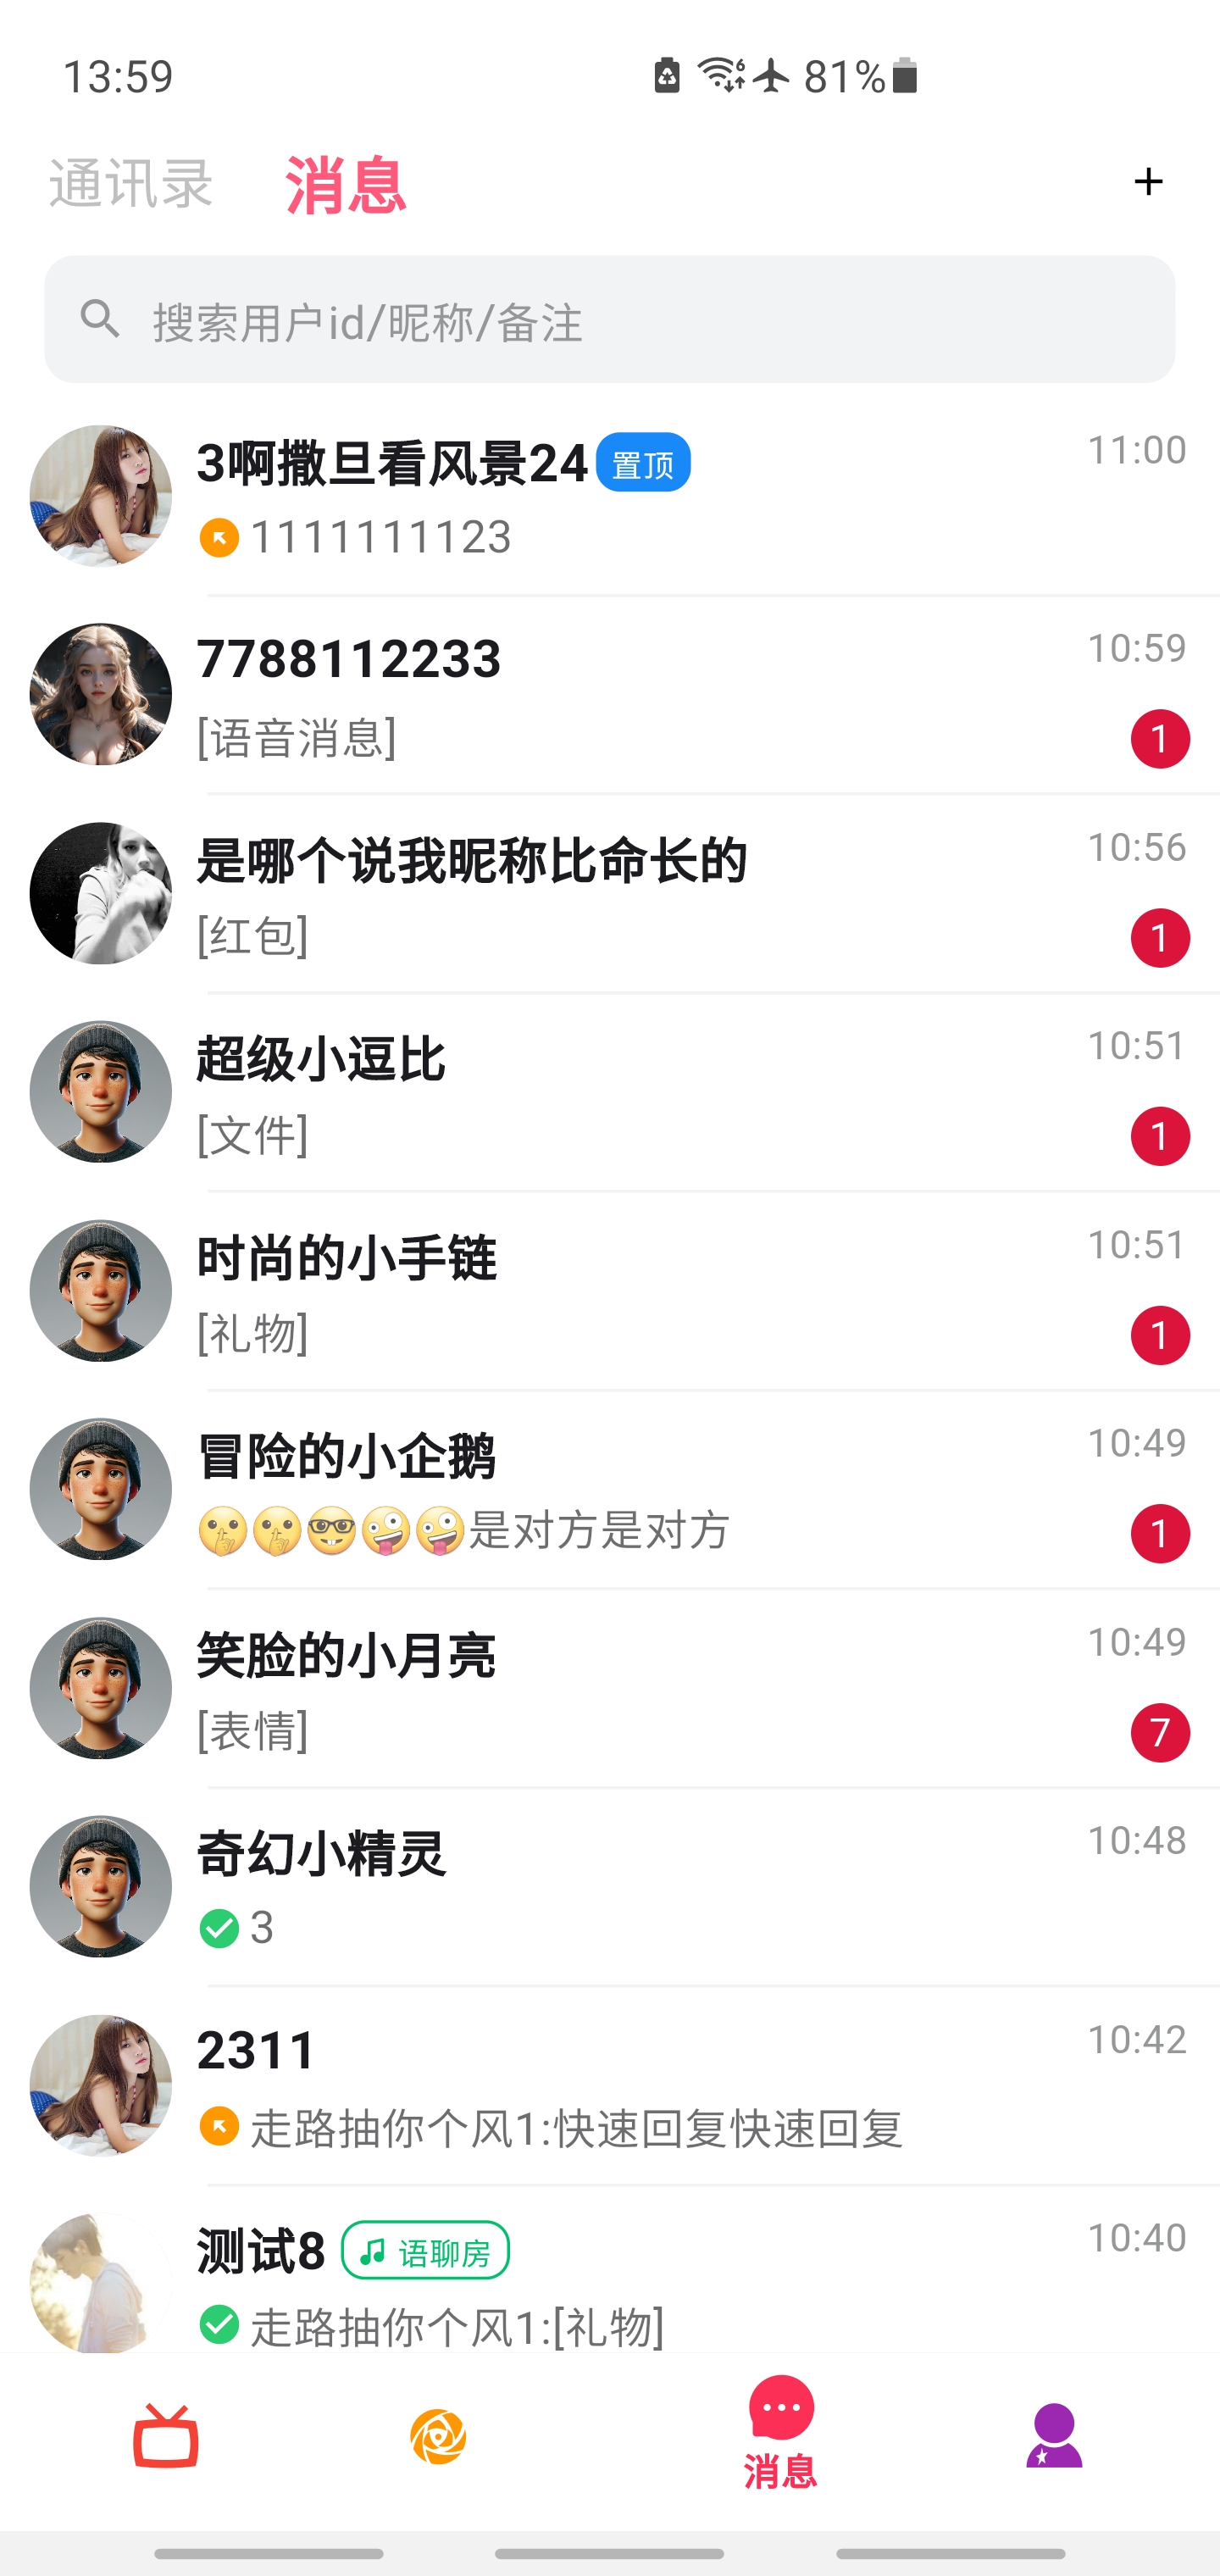 13:59
81%
通讯录 消息 +
搜索用户id/昵称/备注
3啊撒旦看风景24 置顶 11:00
1111111123
7788112233 10:59
[语音消息] 1
是哪个说我昵称比命长的 10:56
[红包] 1
超级小逗比 10:51
[文件] 1
时尚的小手链 10:51
[礼物] 1
冒险的小企鹅 10:49
🤫🤫🤓🤪🤪是对方是对方 1
笑脸的小月亮 10:49
[表情] 7
奇幻小精灵 10:48
3
2311 10:42
走路抽你个风1:快速回复快速回复
测试8 语聊房 10:40
走路抽你个风1:[礼物]
消息